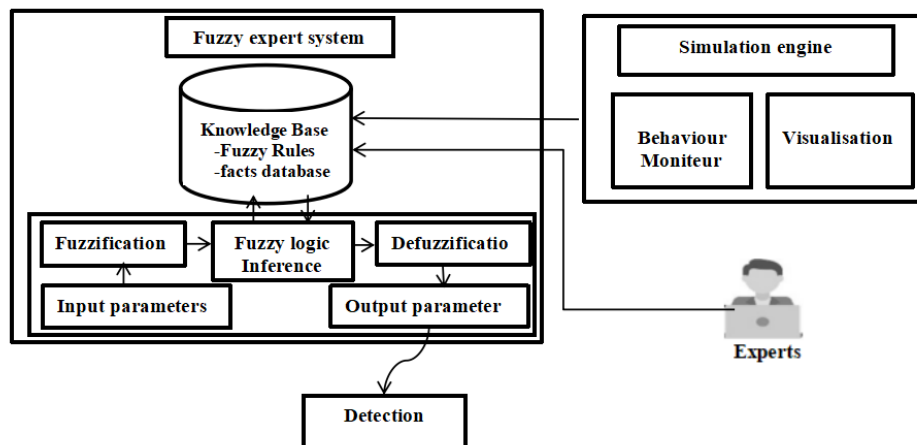 Fuzzy expert system
Simulation engine
Knowledge Base
-Fuzzy Rules
-facts database
Behaviour
Moniteur
Visualisation
Fuzzification
Fuzzy logic
Inference
Defuzzificatio
Input parameters
Output parameter
Experts
Detection